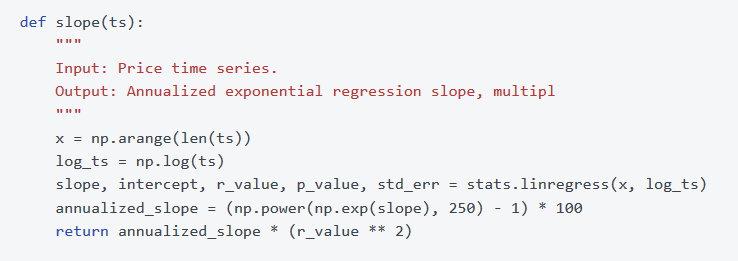 def slope(ts):
    """
    Input: Price time series.
    Output: Annualized exponential regression slope, multipl
    """
    x = np.arange(len(ts))
    log_ts = np.log(ts)
    slope, intercept, r_value, p_value, std_err = stats.linregress(x, log_ts)
    annualized_slope = (np.power(np.exp(slope), 250) - 1) * 100
    return annualized_slope * (r_value ** 2)